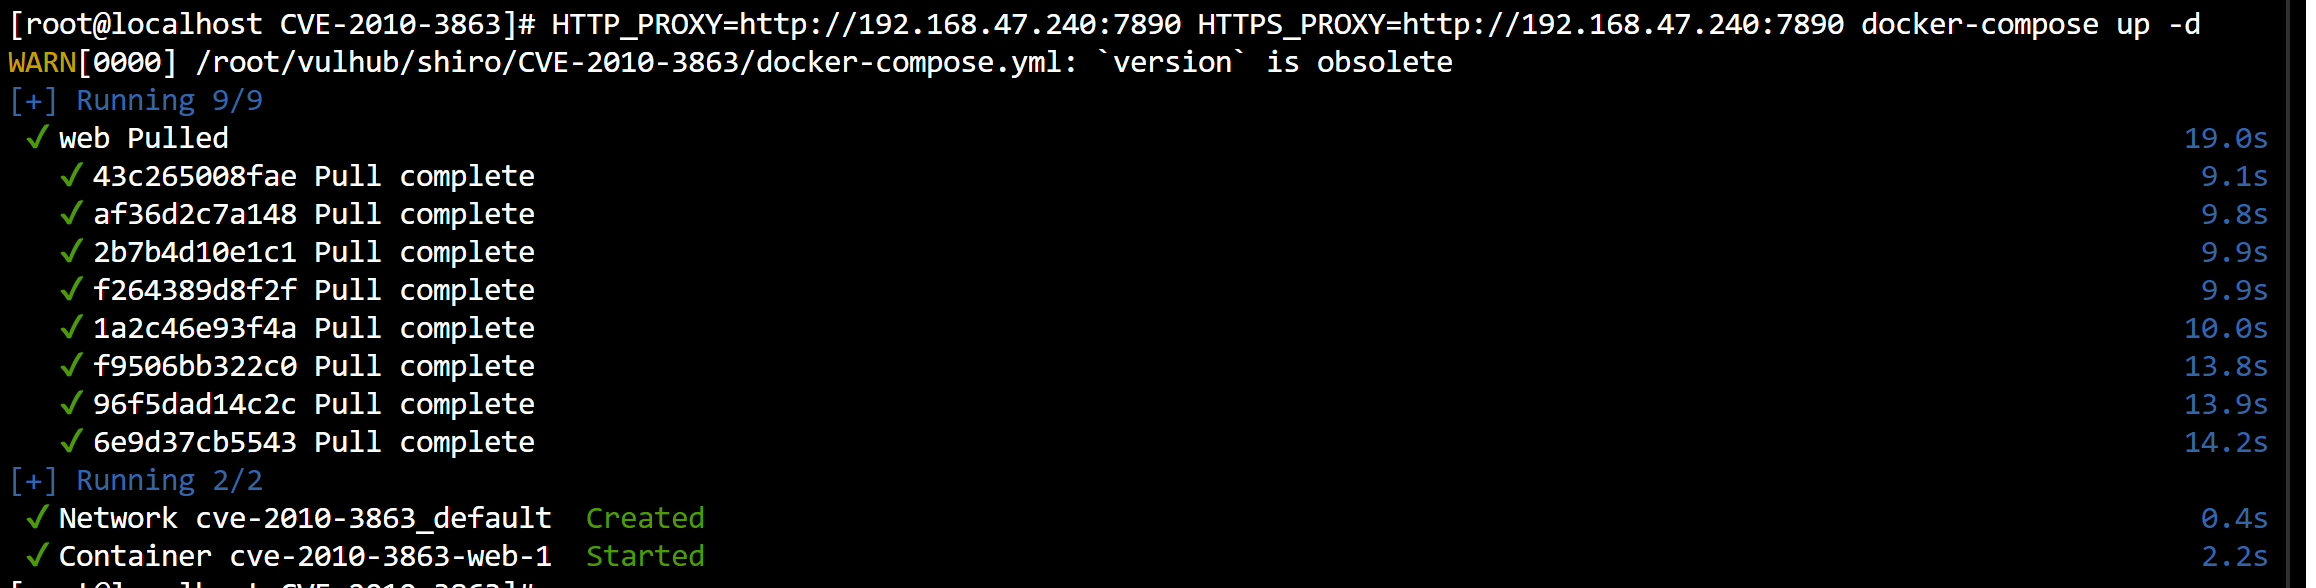 [root@localhost CVE-2010-3863]# HTTP_PROXY=http://192.168.47.240:7890 HTTPS_PROXY=http://192.168.47.240:7890 docker-compose up -d
WARN[0000] /root/vulhub/shiro/CVE-2010-3863/docker-compose.yml: `version` is obsolete
[+] Running 9/9
✓ web Pulled 19.0s
✓ 43c265008fae Pull complete 9.1s
✓ af36d2c7a148 Pull complete 9.8s
✓ 2b7b4d10e1c1 Pull complete 9.9s
✓ f264389d8f2f Pull complete 9.9s
✓ 1a2c46e93f4a Pull complete 10.0s
✓ f9506bb322c0 Pull complete 13.8s
✓ 96f5dad14c2c Pull complete 13.9s
✓ 6e9d37cb5543 Pull complete 14.2s
[+] Running 2/2
✓ Network cve-2010-3863_default Created 0.4s
✓ Container cve-2010-3863-web-1 Started 2.2s
[root@localhost CVE-2010-3863]#